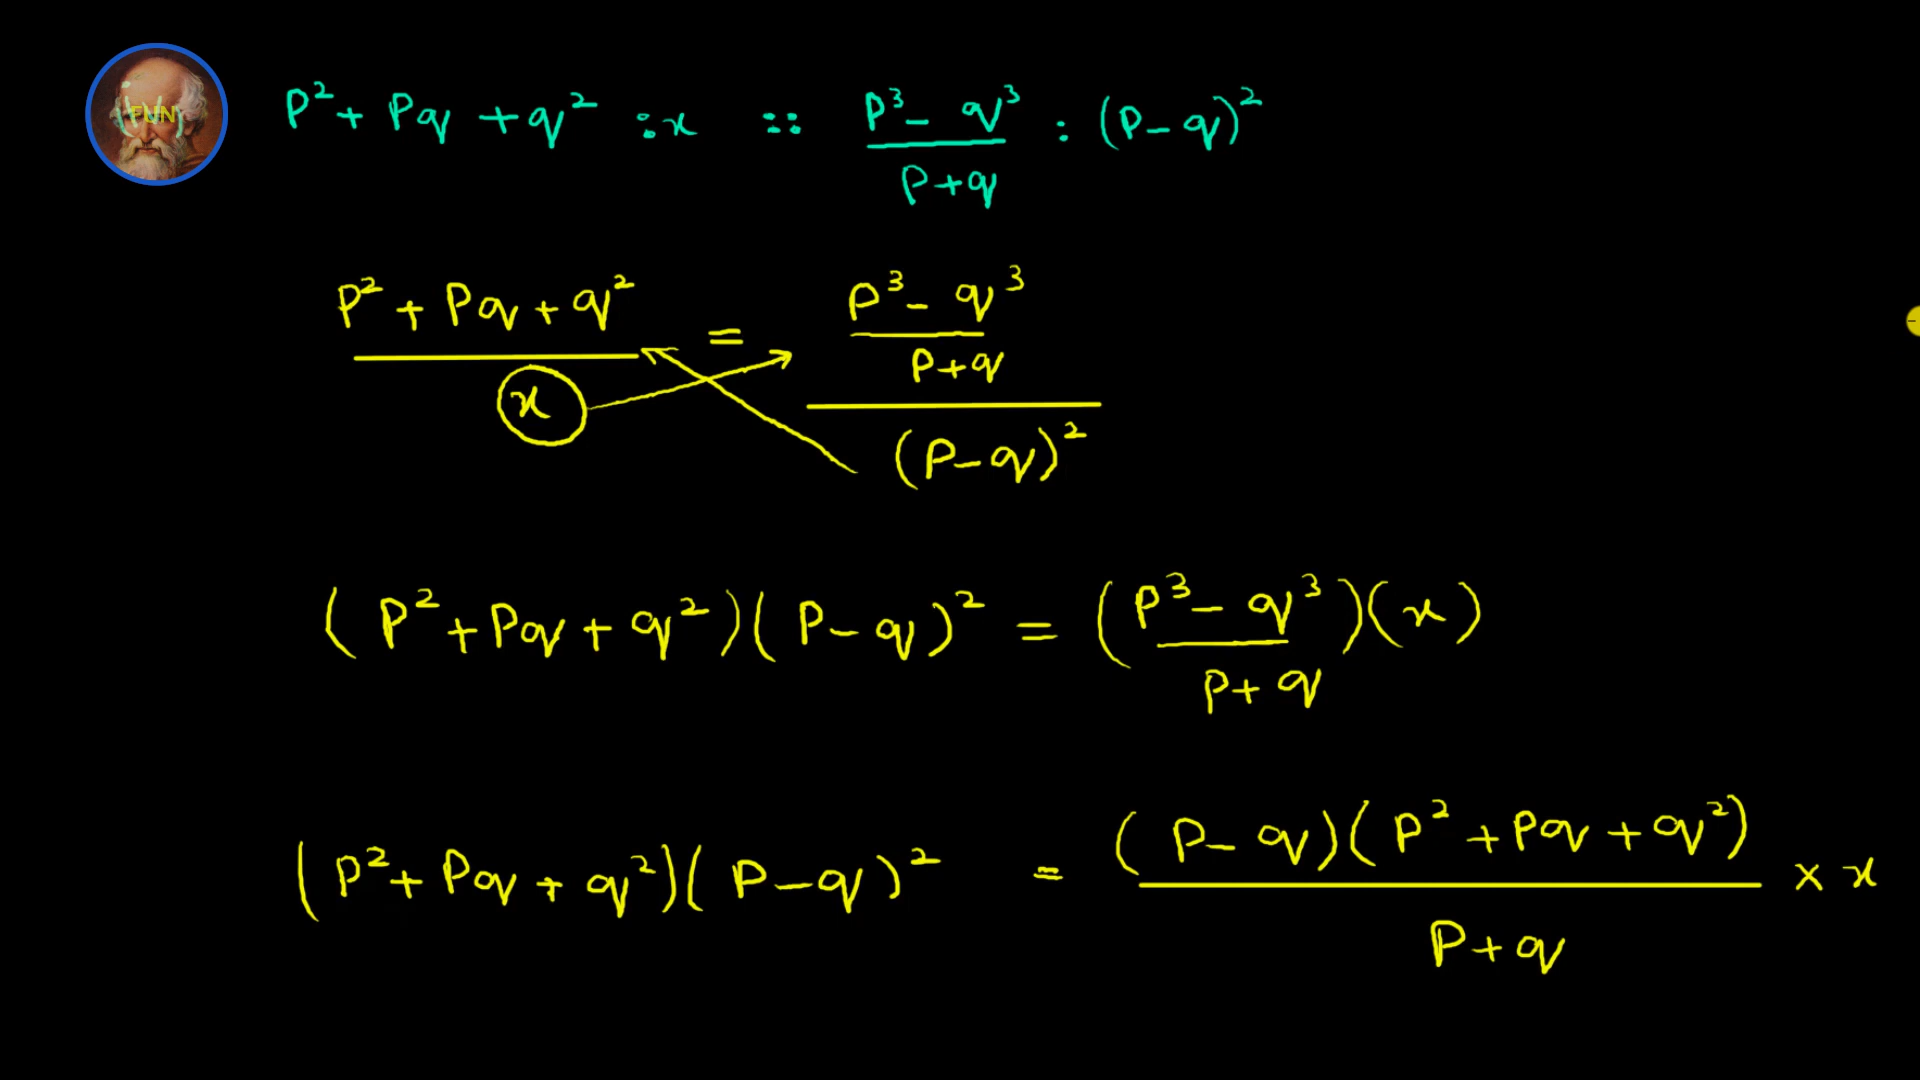 FUN
P² + Pq + q² : x :: (P³ - q³)/(P+q) : (P - q)²
(P² + Pq + q²)/x = ((P³ - q³)/(P+q))/(P - q)²
(P² + Pq + q²)(P - q)² = ((P³ - q³)/(P + q))(x)
(P² + Pq + q²)(P - q)² = ((P - q)(P² + Pq + q²))/(P + q) × x